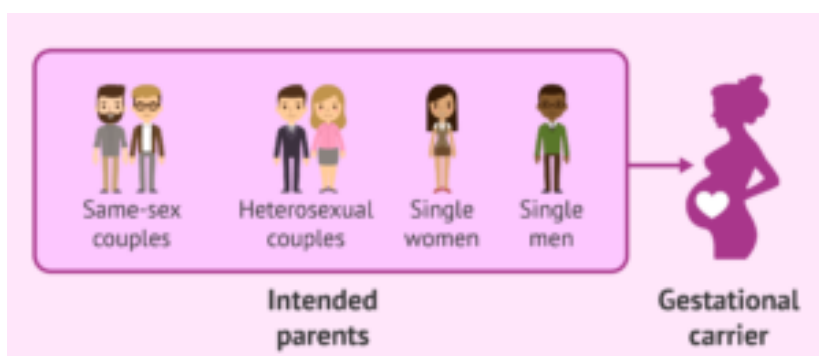 Same-sex
couples
Heterosexual
couples
Single
women
Single
men
Intended
parents
Gestational
carrier